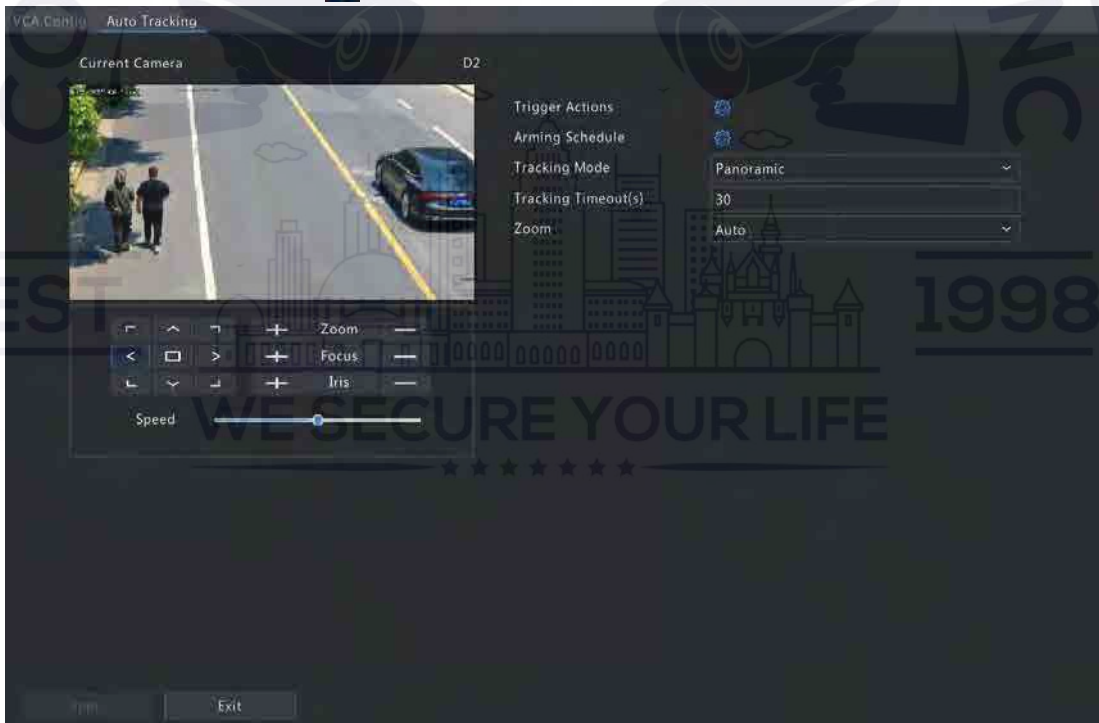 VCA Config Auto Tracking
Current Camera D2
Trigger Actions
Arming Schedule
Tracking Mode Panoramic
Tracking Timeout(s) 30
Zoom Auto
EST 1998
Zoom
Focus
Iris
Speed
WE SECURE YOUR LIFE
Exit